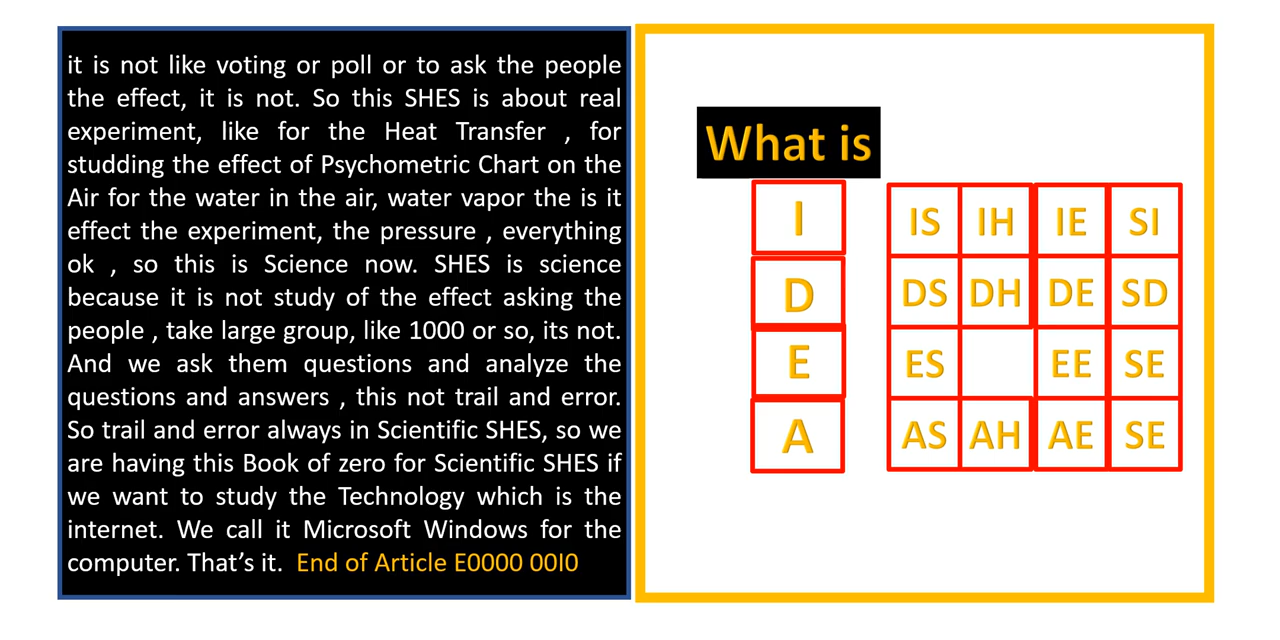 it is not like voting or poll or to ask the people
the effect, it is not. So this SHES is about real
experiment, like for the Heat Transfer , for
studding the effect of Psychometric Chart on the
Air for the water in the air, water vapor the is it
effect the experiment, the pressure , everything
ok , so this is Science now. SHES is science
because it is not study of the effect asking the
people , take large group, like 1000 or so, its not.
And we ask them questions and analyze the
questions and answers , this not trail and error.
So trail and error always in Scientific SHES, so we
are having this Book of zero for Scientific SHES if
we want to study the Technology which is the
internet. We call it Microsoft Windows for the
computer. That’s it. End of Article E0000 00I0
What is
I
D
E
A
IS IH IE SI
DS DH DE SD
ES EE SE
AS AH AE SE